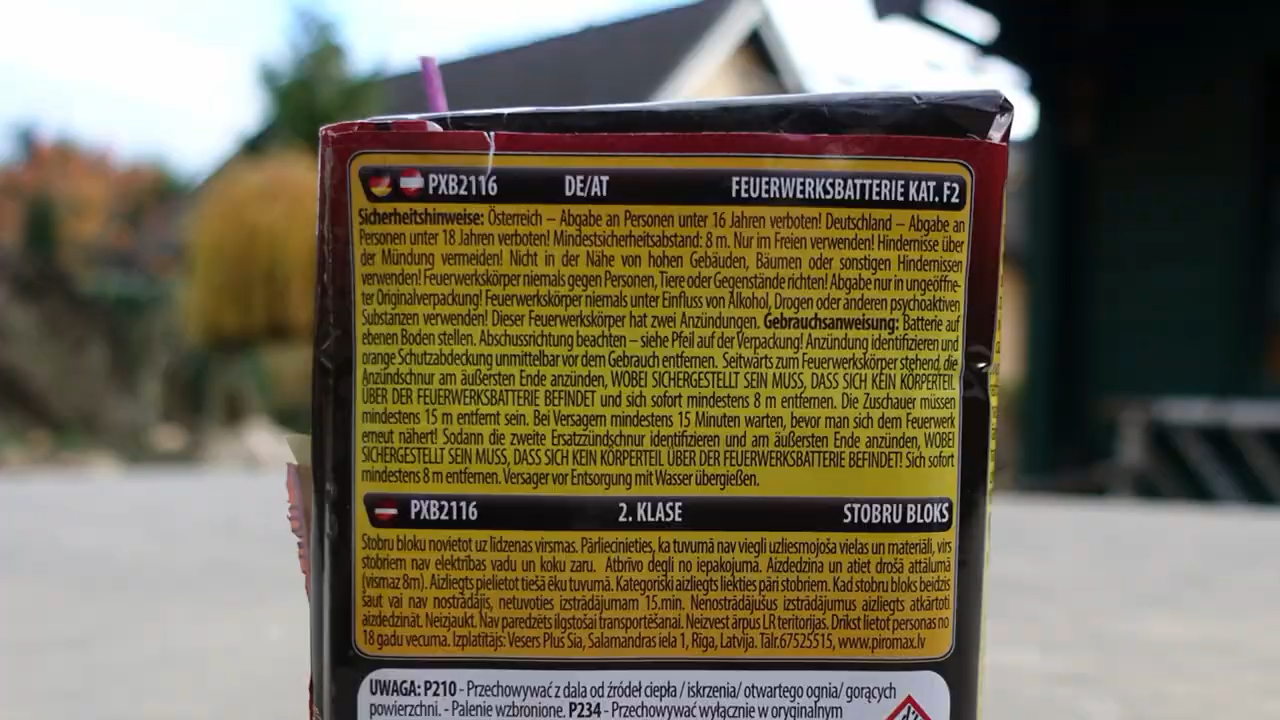 PXB2116 DE/AT FEUERWERKSBATTERIE KAT. F2
Sicherheitshinweise: Österreich – Abgabe an Personen unter 16 Jahren verboten! Deutschland – Abgabe an
Personen unter 18 Jahren verboten! Mindestsicherheitsabstand: 8 m. Nur im Freien verwenden! Hindernisse über
der Mündung vermeiden! Nicht in der Nähe von hohen Gebäuden, Bäumen oder sonstigen Hindernissen
verwenden! Feuerwerkskörper niemals gegen Personen, Tiere oder Gegenstände richten! Abgabe nur in ungeöffne-
ter Originalverpackung! Feuerwerkskörper niemals unter Einfluss von Alkohol, Drogen oder anderen psychoaktiven
Substanzen verwenden! Dieser Feuerwerkskörper hat zwei Anzündungen. Gebrauchsanweisung: Batterie auf
ebenen Boden stellen. Abschussrichtung beachten – siehe Pfeil auf der Verpackung! Anzündung identifizieren und
orange Schutzabdeckung unmittelbar vor dem Gebrauch entfernen. Seitwärts zum Feuerwerkskörper stehend, die
Anzündschnur am äußersten Ende anzünden, WOBEI SICHERGESTELLT SEIN MUSS, DASS SICH KEIN KÖRPERTEIL
ÜBER DER FEUERWERKSBATTERIE BEFINDET und sich sofort mindestens 8 m entfernen. Die Zuschauer müssen
mindestens 15 m entfernt sein. Bei Versagern mindestens 15 Minuten warten, bevor man sich dem Feuerwerk
erneut nähert! Sodann die zweite Ersatzzündschnur identifizieren und am äußersten Ende anzünden, WOBEI
SICHERGESTELLT SEIN MUSS, DASS SICH KEIN KÖRPERTEIL ÜBER DER FEUERWERKSBATTERIE BEFINDET! Sich sofort
mindestens 8 m entfernen. Versager vor Entsorgung mit Wasser übergießen.
PXB2116 2. KLASE STOBRU BLOKS
Stobru bloku novietot uz līdzenas virsmas. Pārliecinieties, ka tuvumā nav viegli uzliesmojoša vielas un materiāli, virs
stobriem nav elektrības vadu un koku zaru. Atbrīvo degli no iepakojumā. Aizdedzina un atiet drošā attālumā
(vismaz 8m). Aizliegts pielietot tiešā ēku tuvumā. Kategoriski aizliegts liekties pāri stobriem. Kad stobru bloks beidzis
šaut vai nav nostrādājis, netuvoties izstrādājumam 15.min. Nenostrādājušus izstrādājumus aizliegts atkārtoti
aizdedzināt. Neizjaukt. Nav paredzēts ilgstošai transportēšanai. Neizvest ārpus LR teritorijas. Drīkst lietot personas no
18 gadu vecuma. Izplatītājs: Vesers Plus Sia, Salamandras iela 1, Rīga, Latvija. Tālr.67525515, www.piromax.lv
UWAGA: P210 - Przechowywać z dala od źródeł ciepła / iskrzenia/ otwartego ognia/ gorących
powierzchni. - Palenie wzbronione. P234 - Przechowywać wyłącznie w oryginalnym